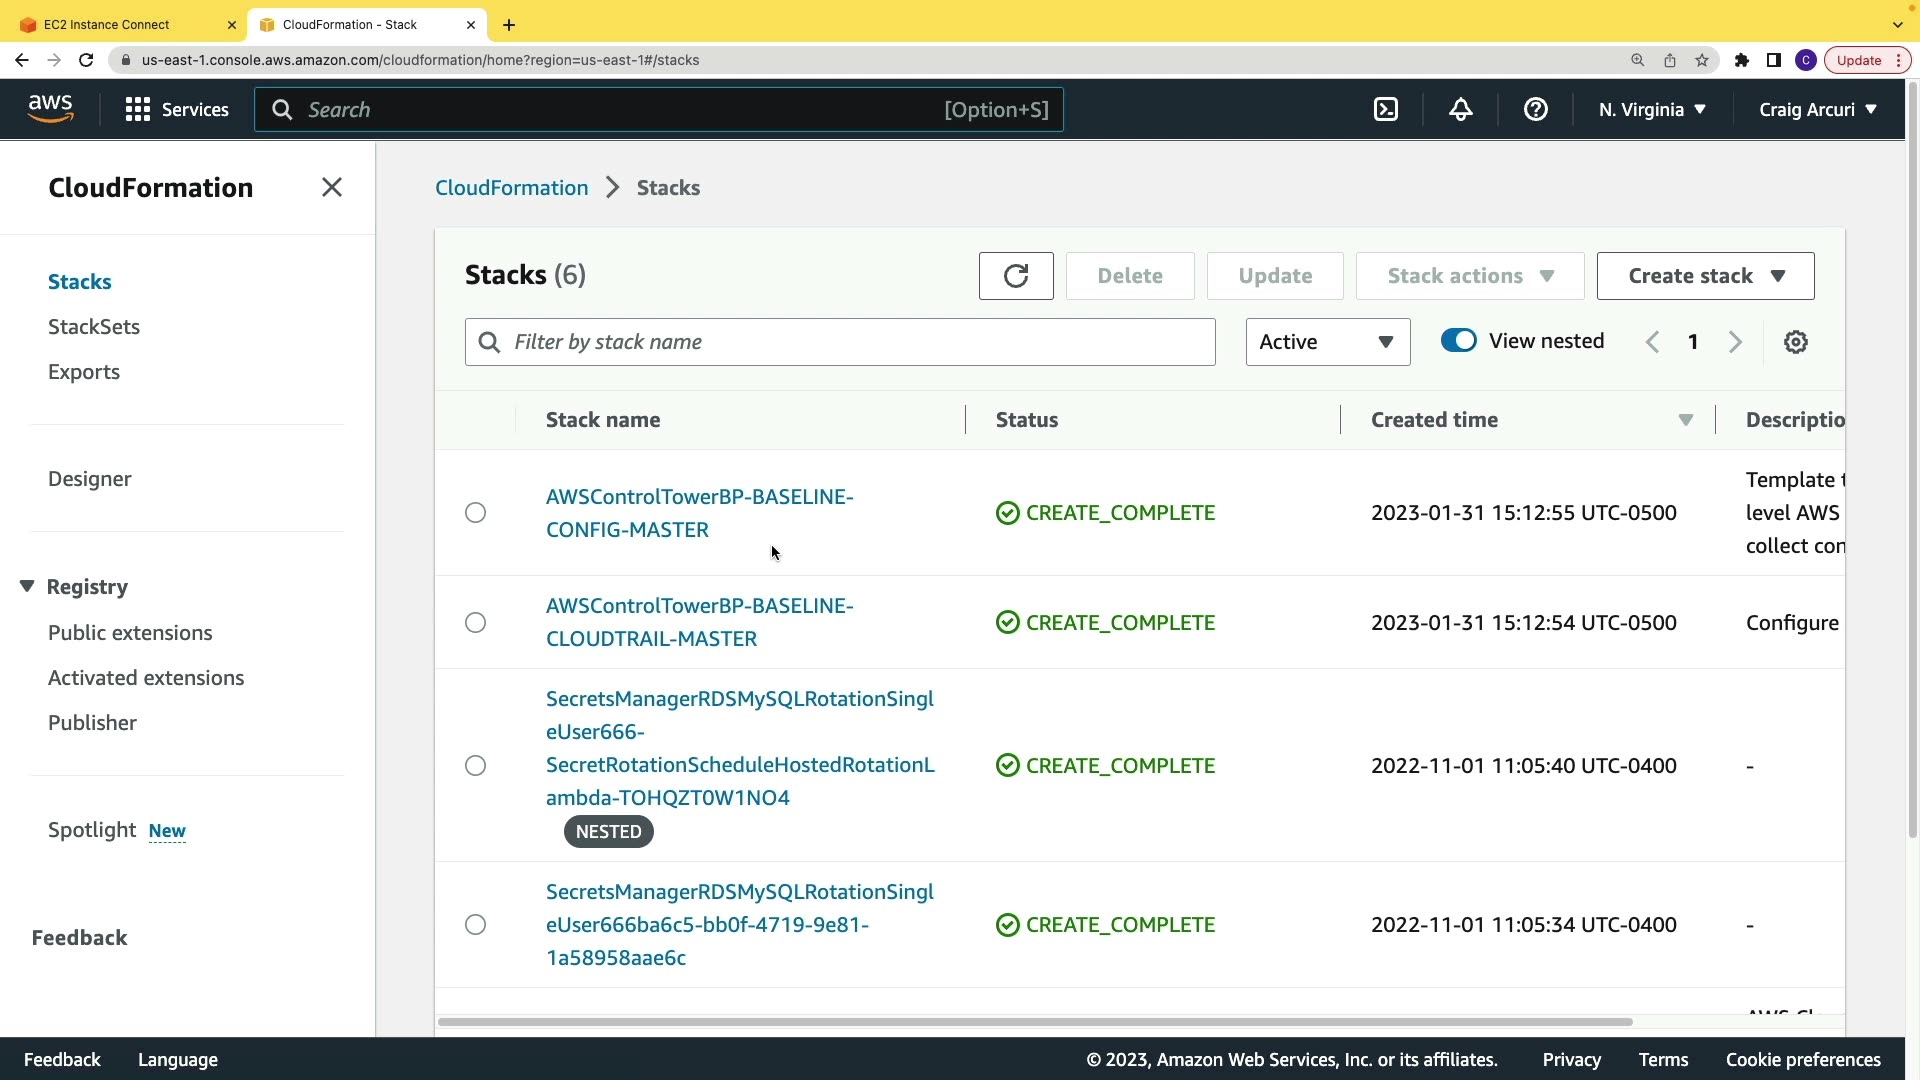 EC2 Instance Connect
CloudFormation - Stack
us-east-1.console.aws.amazon.com/cloudformation/home?region=us-east-1#/stacks
C
Update
aws
Services
Search
[Option+S]
N. Virginia
Craig Arcuri
CloudFormation
Stacks
StackSets
Exports
Designer
Registry
Public extensions
Activated extensions
Publisher
Spotlight New
Feedback
CloudFormation > Stacks
Stacks (6)
Delete
Update
Stack actions
Create stack
Filter by stack name
Active
View nested
1
Stack name
Status
Created time
Descriptio
AWSControlTowerBP-BASELINE-
CONFIG-MASTER
CREATE_COMPLETE
2023-01-31 15:12:55 UTC-0500
Template t
level AWS
collect con
AWSControlTowerBP-BASELINE-
CLOUDTRAIL-MASTER
CREATE_COMPLETE
2023-01-31 15:12:54 UTC-0500
Configure
SecretsManagerRDSMySQLRotationSingl
eUser666-
SecretRotationScheduleHostedRotationL
ambda-TOHQZT0W1NO4
NESTED
CREATE_COMPLETE
2022-11-01 11:05:40 UTC-0400
-
SecretsManagerRDSMySQLRotationSingl
eUser666ba6c5-bb0f-4719-9e81-
1a58958aae6c
CREATE_COMPLETE
2022-11-01 11:05:34 UTC-0400
-
Feedback
Language
© 2023, Amazon Web Services, Inc. or its affiliates.
Privacy
Terms
Cookie preferences